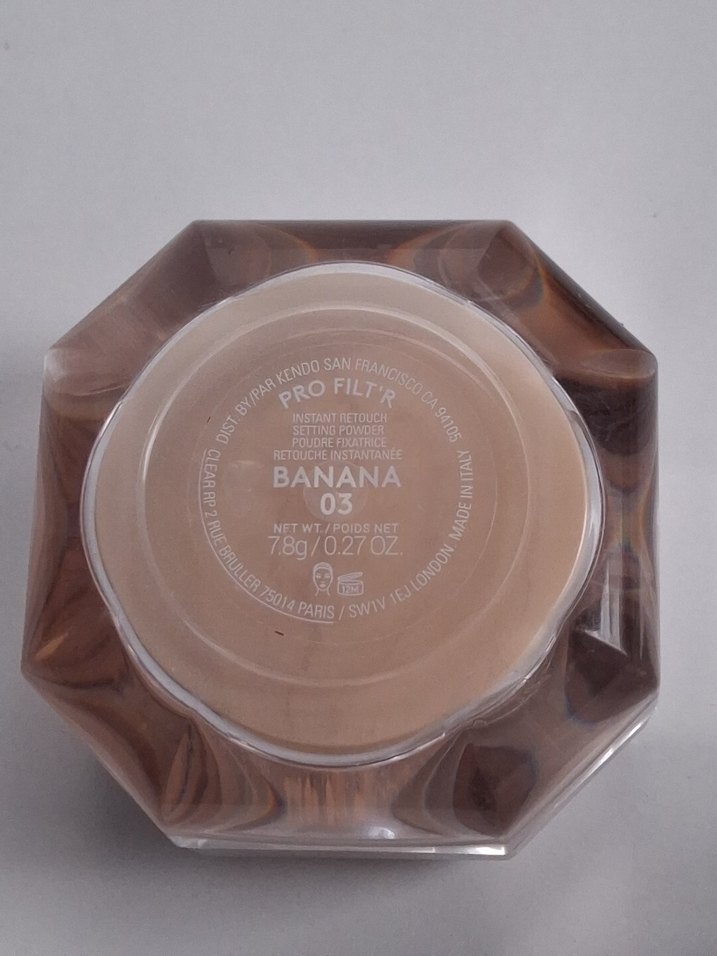 DIST. BY/PAR KENDO SAN FRANCISCO CA 94105
PRO FILT'R
INSTANT RETOUCH
SETTING POWDER
POUDRE FIXATRICE
RETOUCHE INSTANTANÉE
BANANA
03
NET WT. / POIDS NET
7.8g / 0.27 OZ.
12M
CLEAR RP 2 RUE BRULLER 75014 PARIS / SW1V 1EJ LONDON MADE IN ITALY